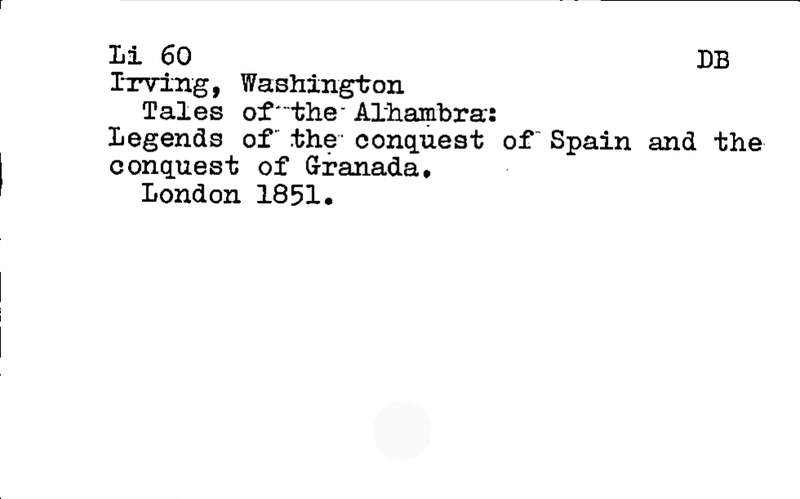 Li 60 DB
Irving, Washington
Tales of the Alhambra:
Legends of the conquest of Spain and the
conquest of Granada.
London 1851.